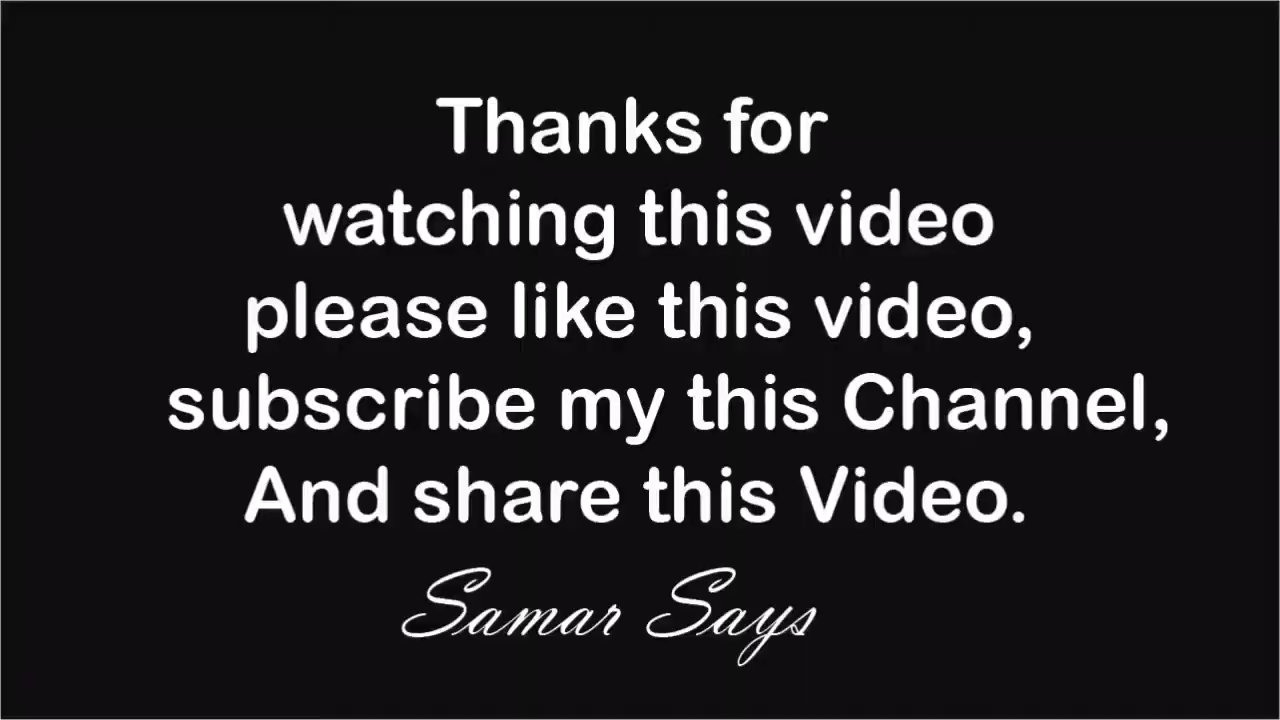 Thanks for
watching this video
please like this video,
subscribe my this Channel,
And share this Video.
Samar Says